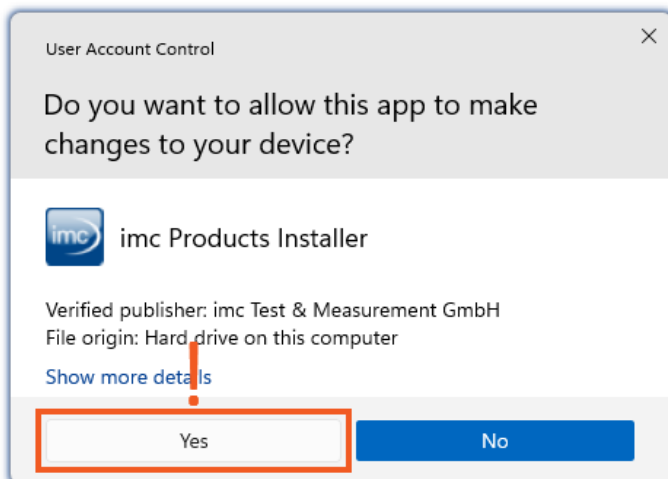 User Account Control
Do you want to allow this app to make
changes to your device?
imc
imc Products Installer
Verified publisher: imc Test & Measurement GmbH
File origin: Hard drive on this computer
Show more details
!
Yes
No